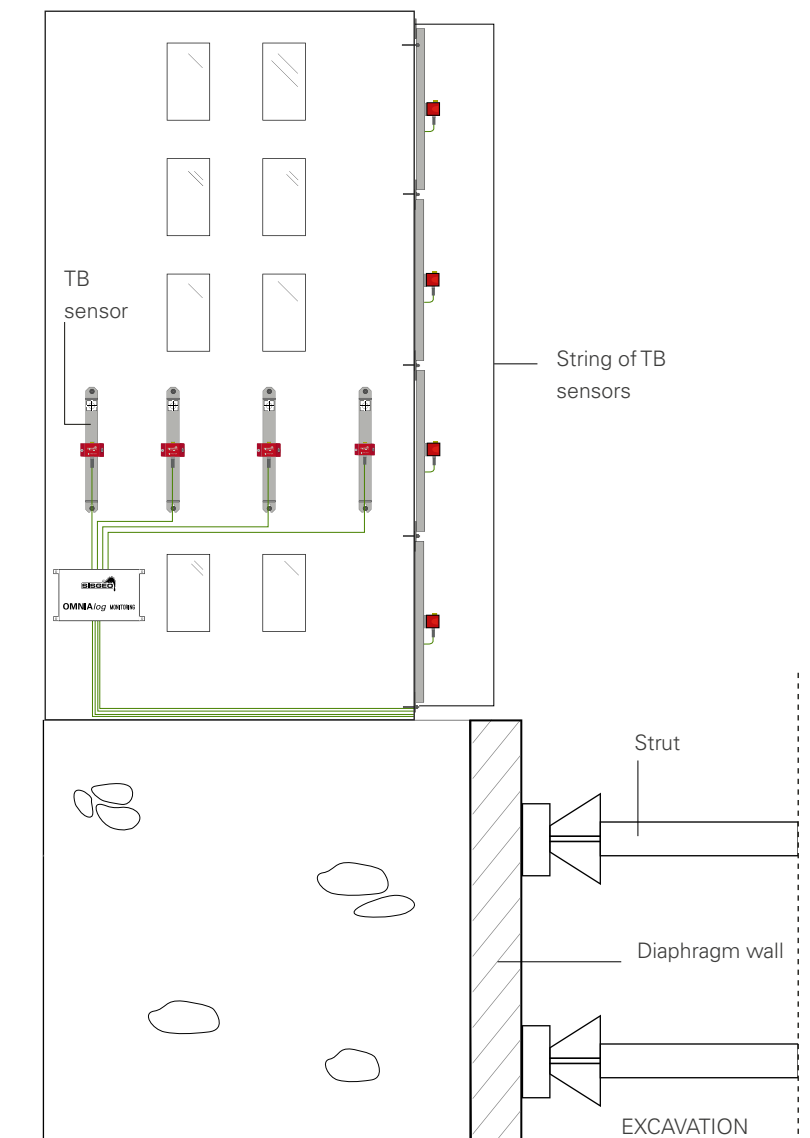 TB
sensor
String of TB
sensors
SISGEO
OMNIAlog MONITORING
Strut
Diaphragm wall
EXCAVATION